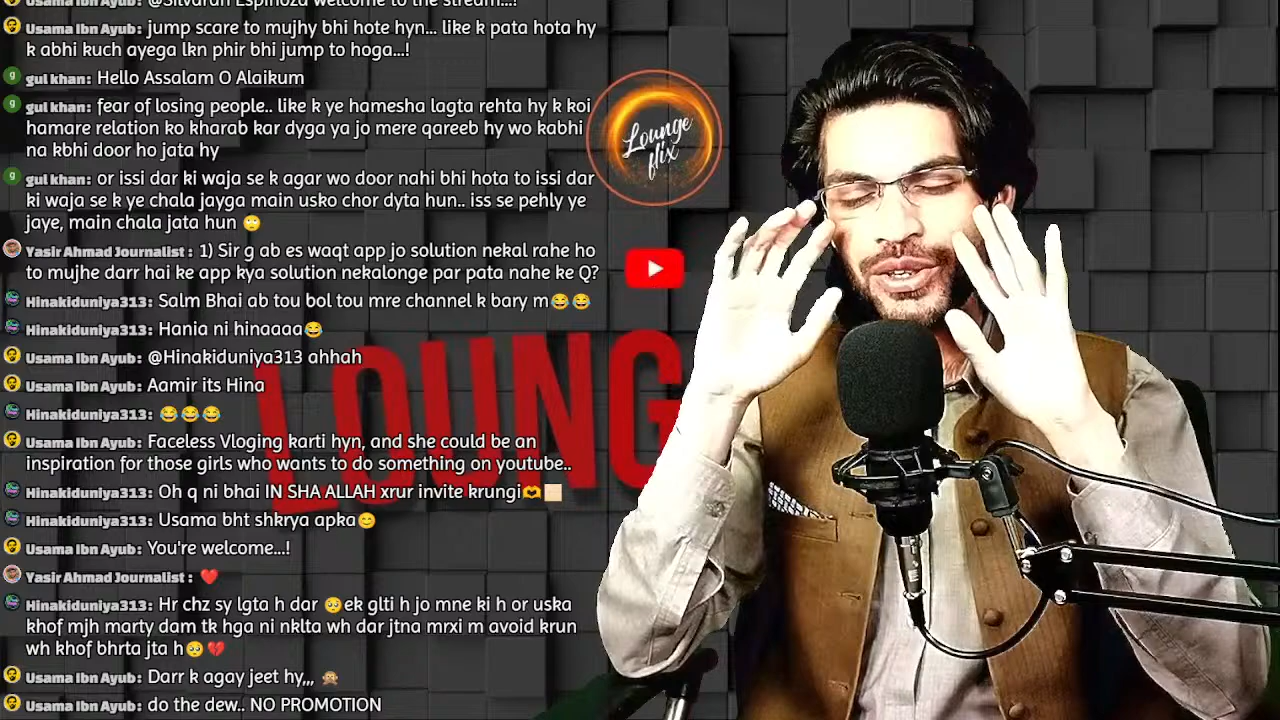 Usama Ibn Ayub: @Silvaran Espinoza welcome to the stream...!
Usama Ibn Ayub: jump scare to mujhy bhi hote hyn... like k pata hota hy
k abhi kuch ayega lkn phir bhi jump to hoga...!
gul khan: Hello Assalam O Alaikum
gul khan: fear of losing people.. like k ye hamesha lagta rehta hy k koi
hamare relation ko kharab kar dyga ya jo mere qareeb hy wo kabhi
na kbhi door ho jata hy
gul khan: or issi dar ki waja se k agar wo door nahi bhi hota to issi dar
ki waja se k ye chala jayga main usko chor dyta hun.. iss se pehly ye
jaye, main chala jata hun 🙄
Yasir Ahmad Journalist : 1) Sir g ab es waqt app jo solution nekal rahe ho
to mujhe darr hai ke app kya solution nekalonge par pata nahe ke Q?
Hinakiduniya313: Salm Bhai ab tou bol tou mre channel k bary m😂😂
Hinakiduniya313: Hania ni hinaaaa😂
Usama Ibn Ayub: @Hinakiduniya313 ahhah
Usama Ibn Ayub: Aamir its Hina
Hinakiduniya313: 😂😂😂
Usama Ibn Ayub: Faceless Vloging karti hyn, and she could be an
inspiration for those girls who wants to do something on youtube..
Hinakiduniya313: Oh q ni bhai IN SHA ALLAH xrur invite krungi🫶🏻
Hinakiduniya313: Usama bht shkrya apka😊
Usama Ibn Ayub: You're welcome...!
Yasir Ahmad Journalist : ❤️
Hinakiduniya313: Hr chz sy lgta h dar 🥺ek glti h jo mne ki h or uska
khof mjh marty dam tk hga ni nklta wh dar jtna mrxi m avoid krun
wh khof bhrta jta h🥺💔
Usama Ibn Ayub: Darr k agay jeet hy,,, 🙊
Usama Ibn Ayub: do the dew.. NO PROMOTION
Lounge
flix
LOUNG